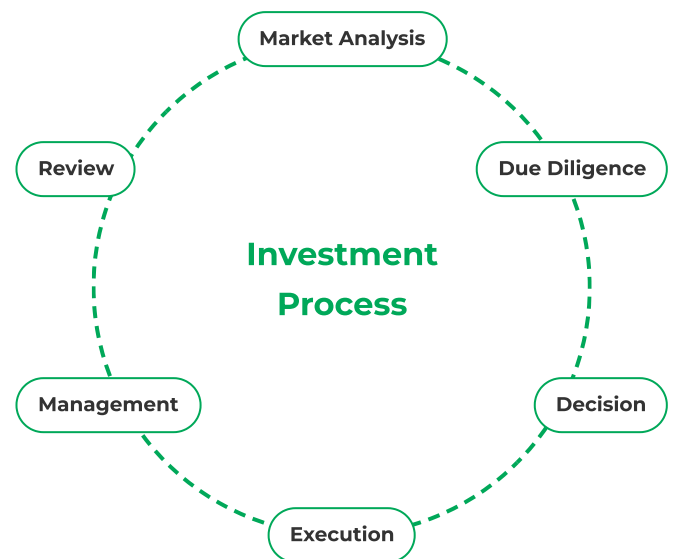 Market Analysis
Review
Due Diligence
Investment
Process
Management
Decision
Execution